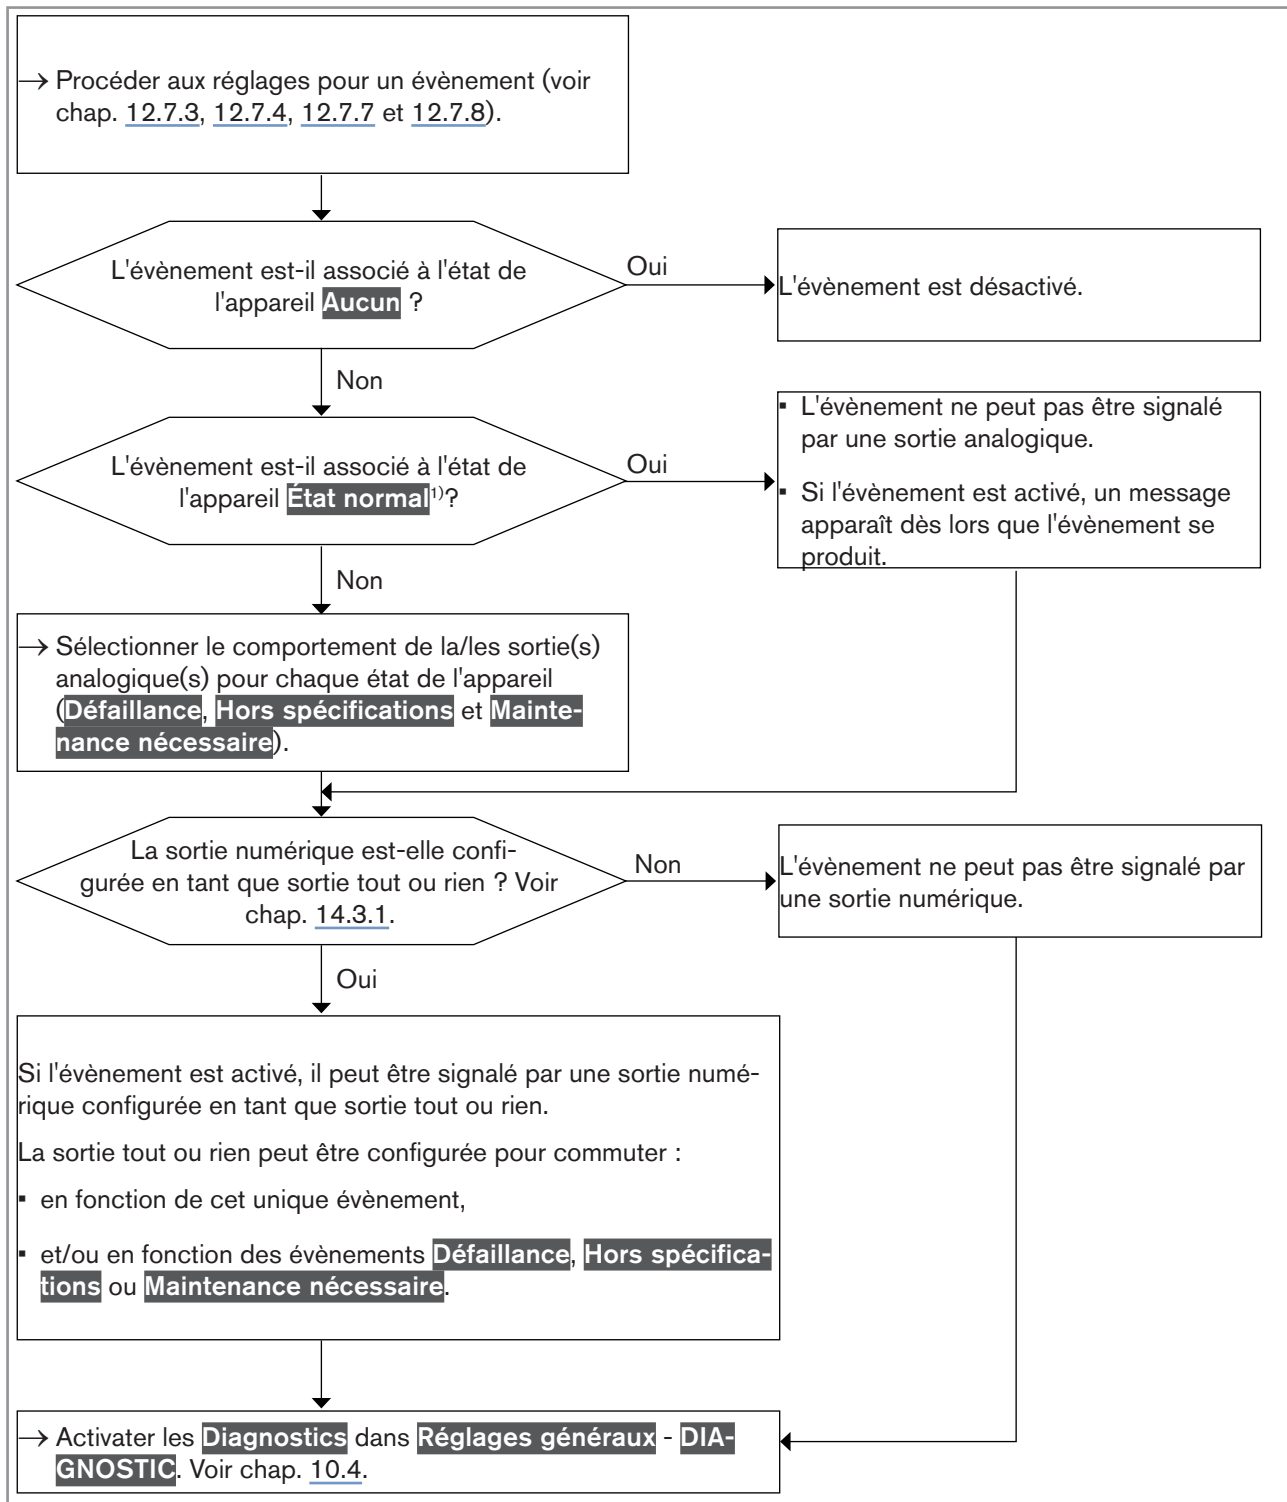 → Procéder aux réglages pour un évènement (voir
chap. 12.7.3, 12.7.4, 12.7.7 et 12.7.8).
L'évènement est-il associé à l'état de
l'appareil Aucun ?
Oui
L'évènement est désactivé.
Non
L'évènement est-il associé à l'état de
l'appareil État normal1)?
Oui
▪ L'évènement ne peut pas être signalé
par une sortie analogique.
▪ Si l'évènement est activé, un message
apparaît dès lors que l'évènement se
produit.
Non
→ Sélectionner le comportement de la/les sortie(s)
analogique(s) pour chaque état de l'appareil
(Défaillance, Hors spécifications et Mainte-
nance nécessaire).
La sortie numérique est-elle confi-
gurée en tant que sortie tout ou rien ? Voir
chap. 14.3.1.
Non
L'évènement ne peut pas être signalé par
une sortie numérique.
Oui
Si l'évènement est activé, il peut être signalé par une sortie numé-
rique configurée en tant que sortie tout ou rien.
La sortie tout ou rien peut être configurée pour commuter :
▪ en fonction de cet unique évènement,
▪ et/ou en fonction des évènements Défaillance, Hors spécifica-
tions ou Maintenance nécessaire.
→ Activater les Diagnostics dans Réglages généraux - DIA-
GNOSTIC. Voir chap. 10.4.